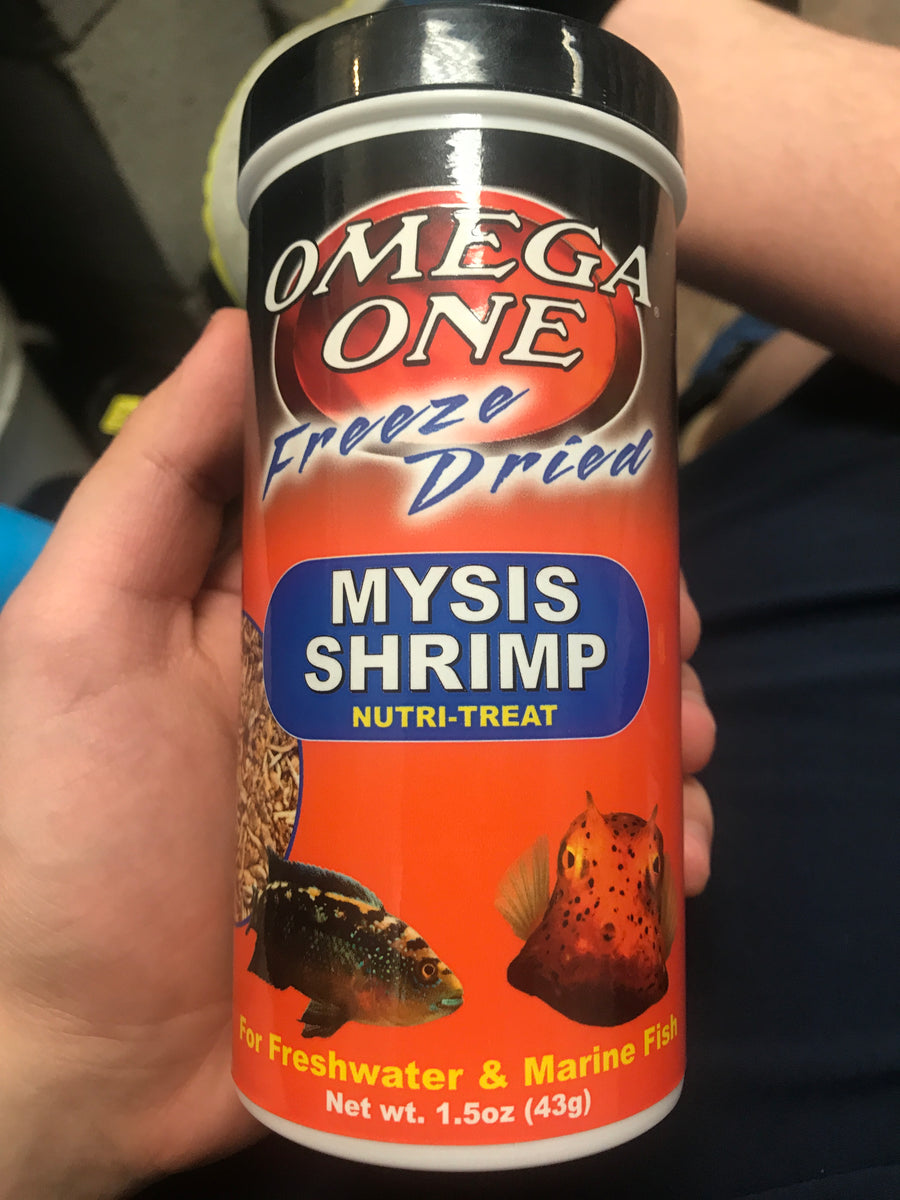 OMEGA
ONE
Freeze
Dried
MYSIS
SHRIMP
NUTRI-TREAT
For Freshwater & Marine Fish
Net wt. 1.5oz (43g)